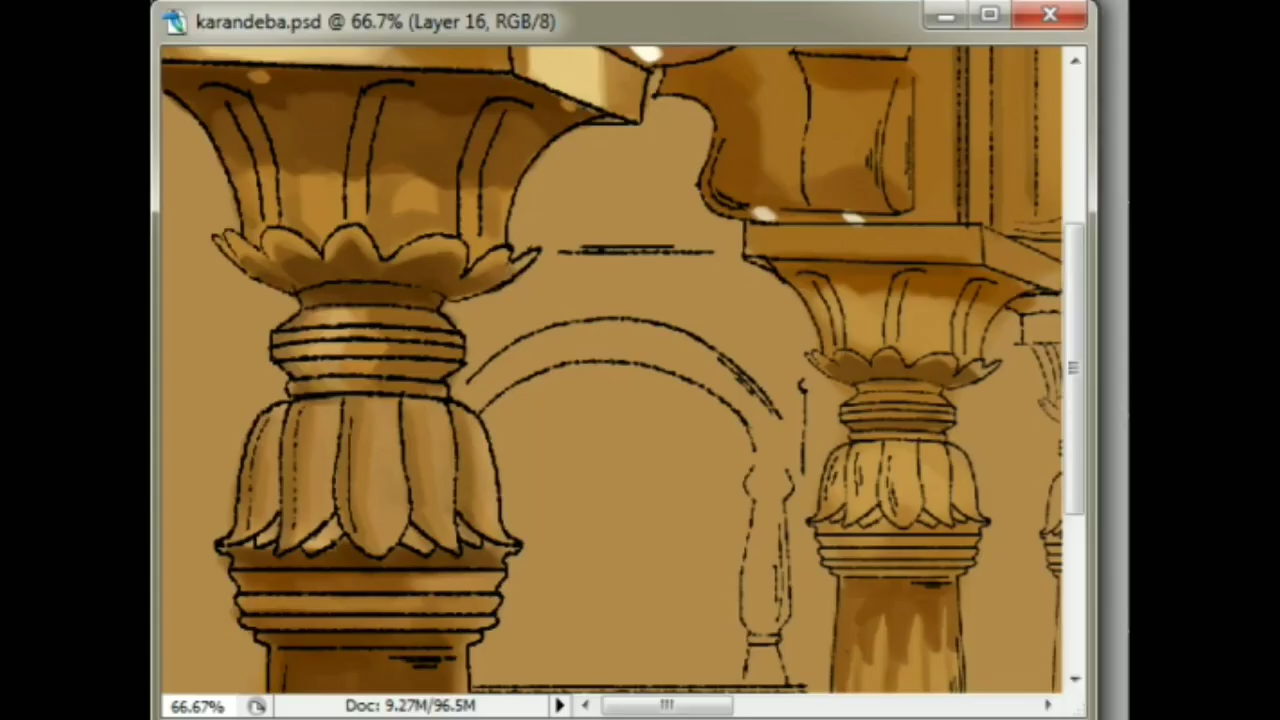 karandeba.psd @ 66.7% (Layer 16, RGB/8)
66.67% Doc: 9.27M/96.5M